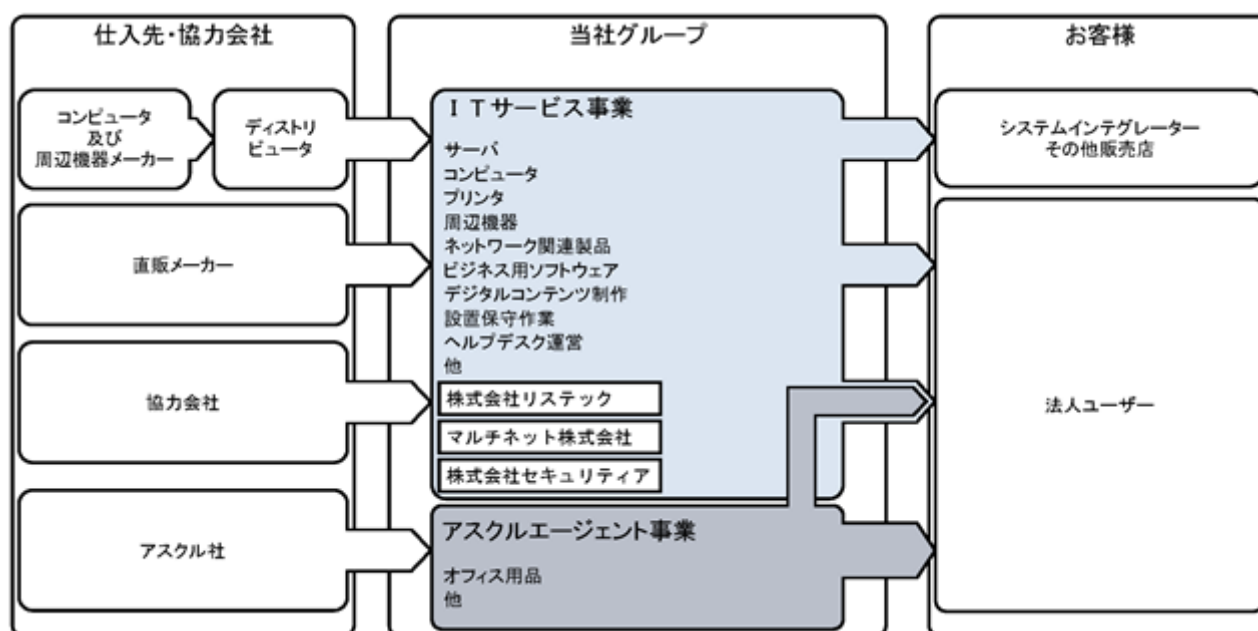 仕入先・協力会社
コンピュータ
及び
周辺機器メーカー
ディストリ
ビュータ
直販メーカー
協力会社
アスクル社
当社グループ
ＩＴサービス事業
サーバ
コンピュータ
プリンタ
周辺機器
ネットワーク関連製品
ビジネス用ソフトウェア
デジタルコンテンツ制作
設置保守作業
ヘルプデスク運営
他
株式会社リステック
マルチネット株式会社
株式会社セキュリティア
アスクルエージェント事業
オフィス用品
他
お客様
システムインテグレーター
その他販売店
法人ユーザー